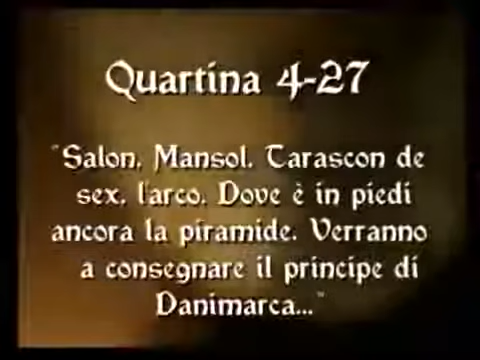 Quartina 4-27
"Salon, Mansol, Tarascon de
sex, l'arco. Dove è in piedi
ancora la piramide. Verranno
a consegnare il principe di
Danimarca..."